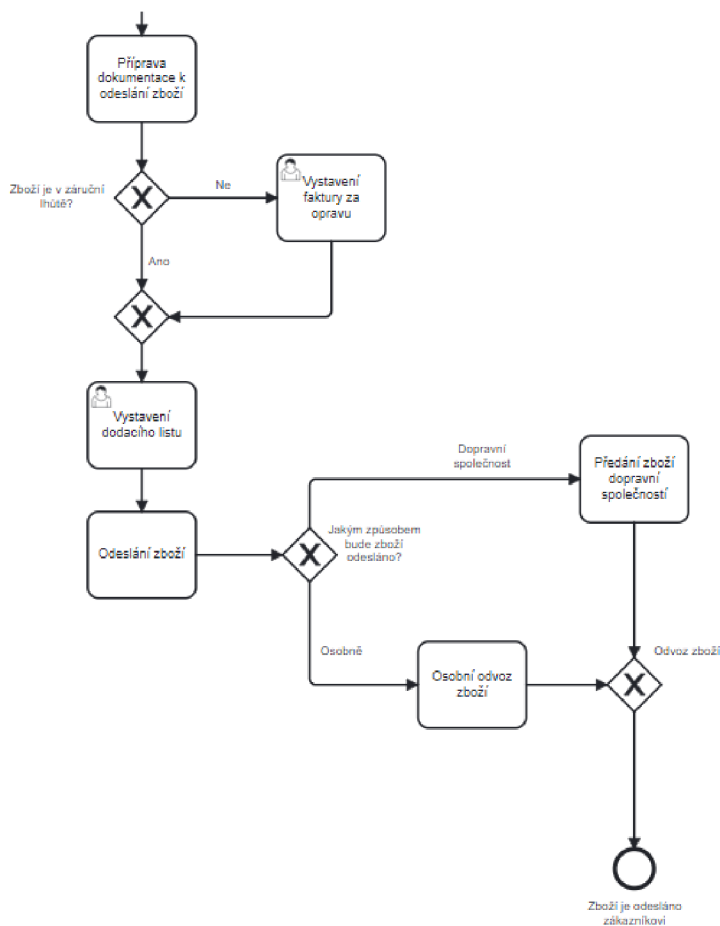 Příprava
dokumentace k
odeslání zboží
Zboží je v záruční
lhůtě?
Ne
Vystavení
faktury za
opravu
Ano
Vystavení
dodacího listu
Dopravní
společnost
Předání zboží
dopravní
společností
Odeslání zboží
Jakým způsobem
bude zboží
odesláno?
Osobně
Osobní odvoz
zboží
Odvoz zboží
Zboží je odesláno
zákazníkovi